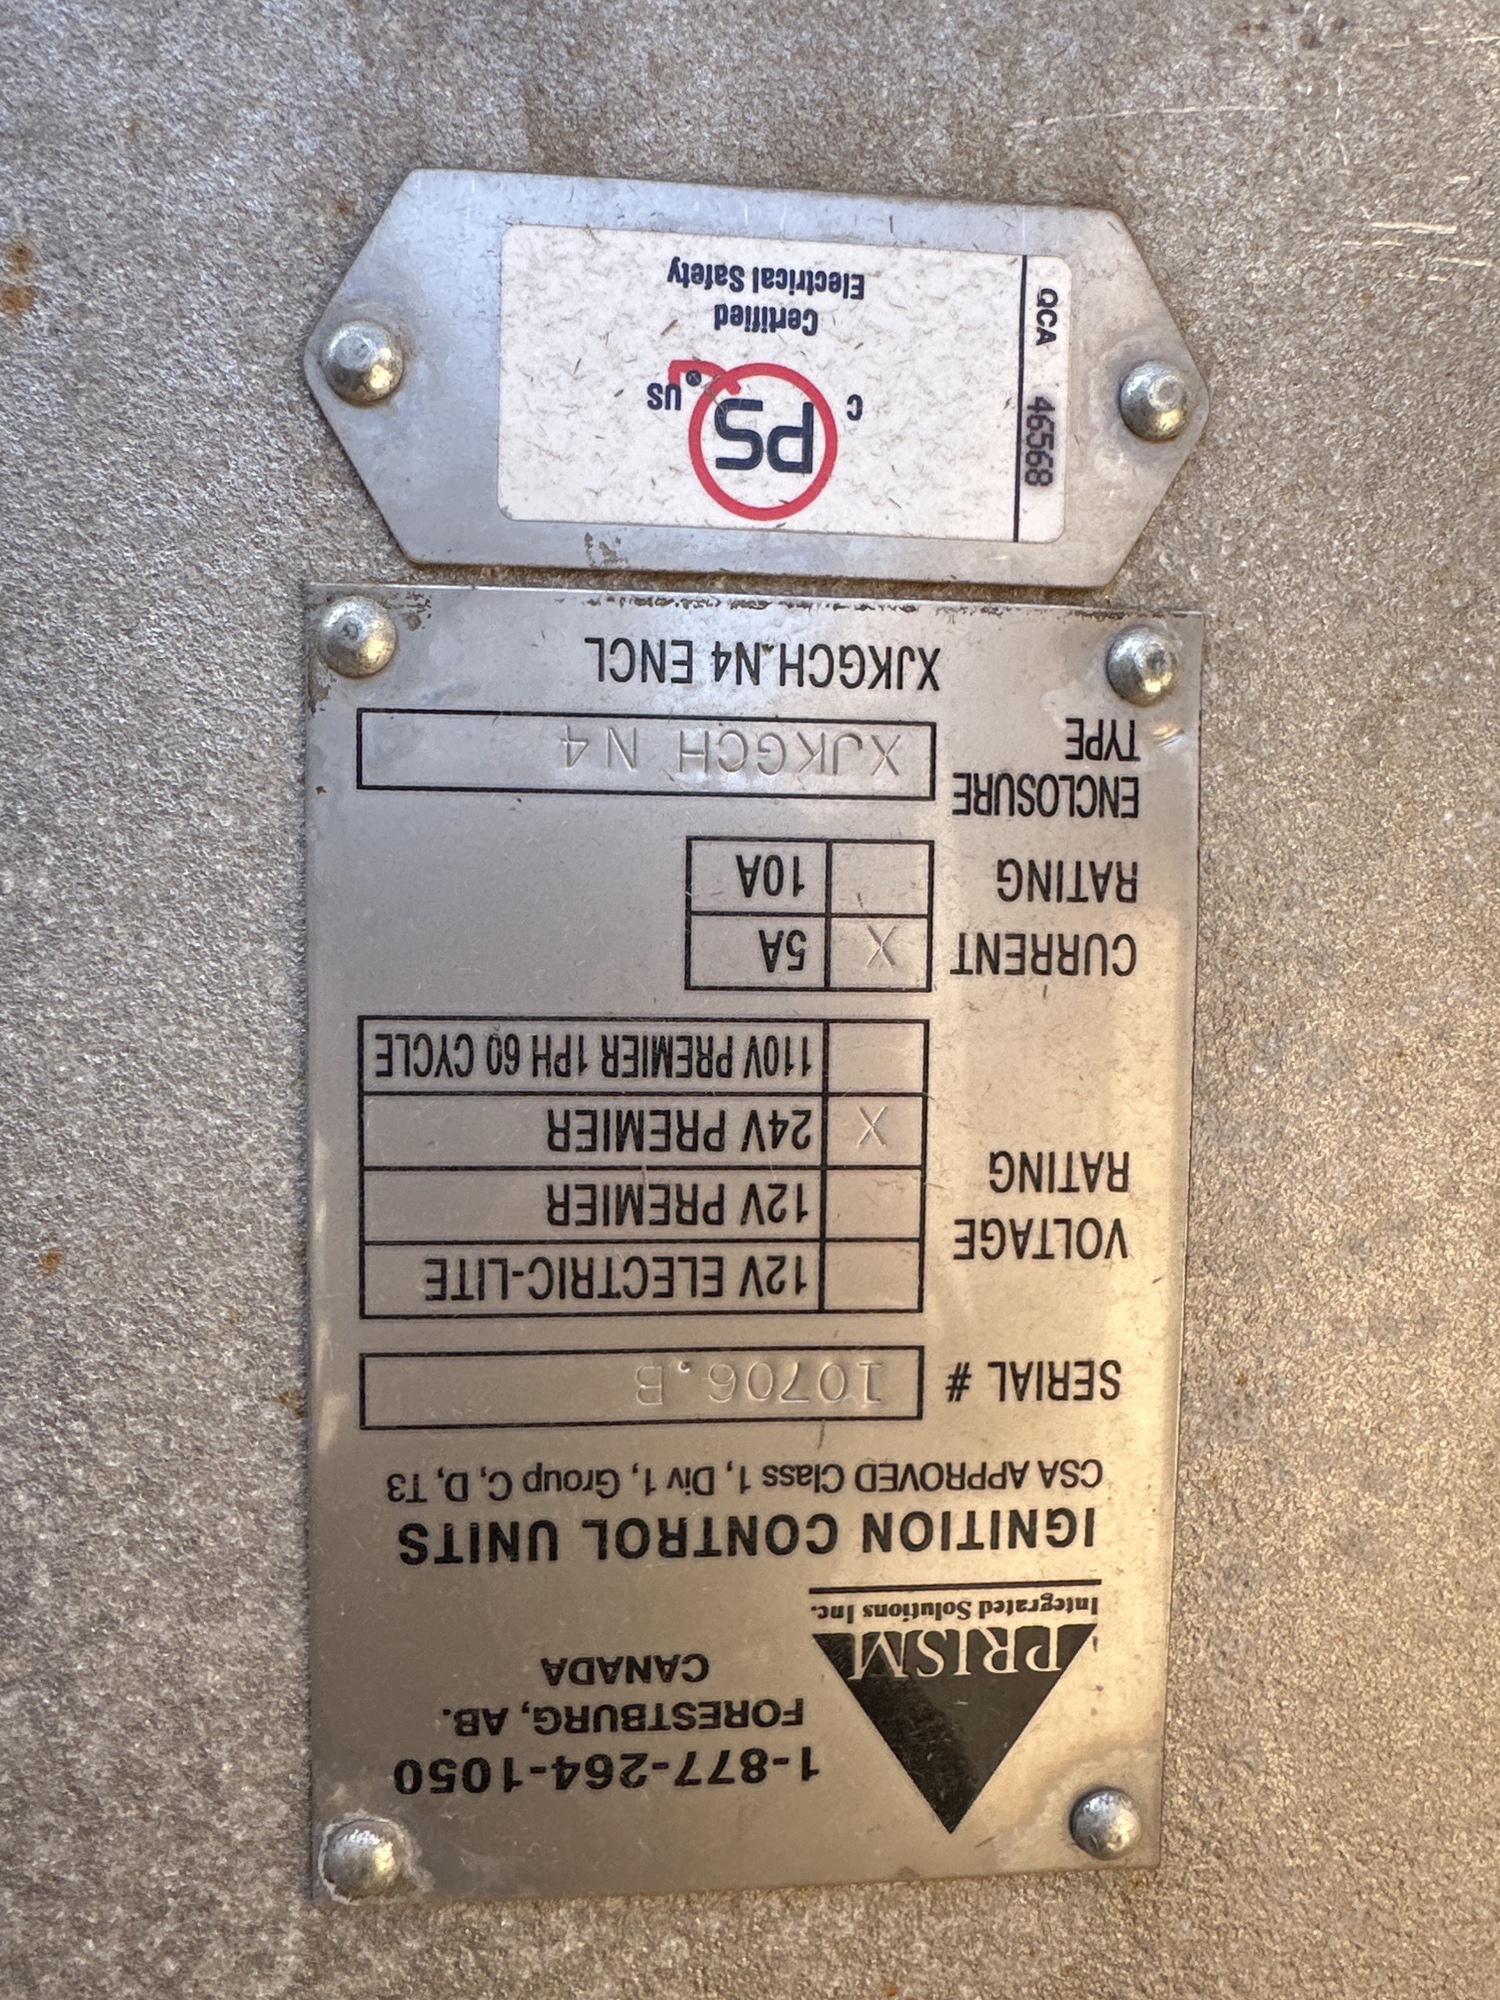 1-877-264-1050
FORESTBURG, AB.
CANADA
PRISM
Integrated Solutions Inc.
IGNITION CONTROL UNITS
CSA APPROVED Class 1, Div 1, Group C, D, T3
SERIAL # 10706.B
VOLTAGE
RATING
12V ELECTRIC-LITE
12V PREMIER
X 24V PREMIER
110V PREMIER 1PH 60 CYCLE
CURRENT
RATING
X 5A
10A
ENCLOSURE
TYPE
XJKGCH N4
XJKGCH.N4 ENCL
QCA 46568
C PS US
®
Certified
Electrical Safety